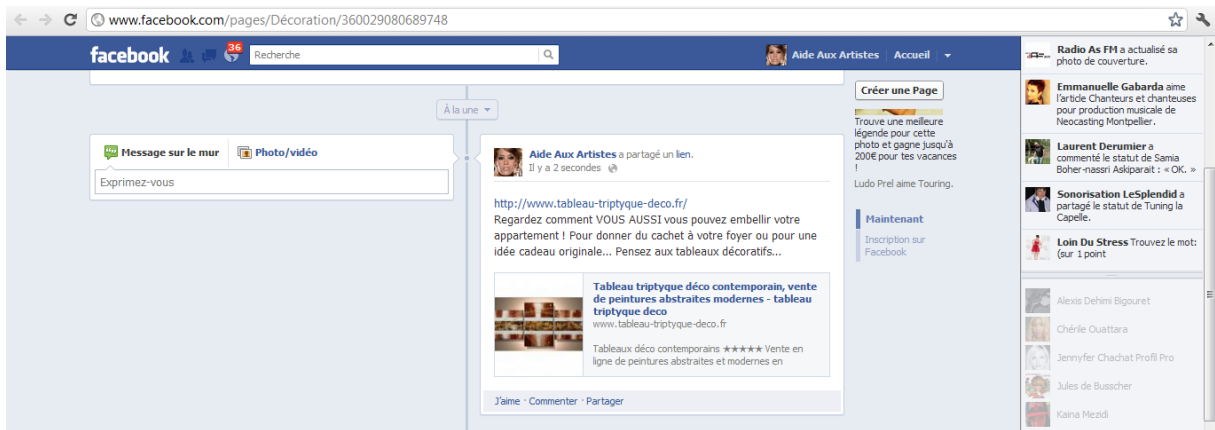 www.facebook.com/pages/Décoration/360029080689748
facebook
36
Recherche
Aide Aux Artistes
Accueil
À la une
Message sur le mur
Photo/vidéo
Exprimez-vous
Aide Aux Artistes a partagé un lien.
Il y a 2 secondes
http://www.tableau-triptyque-deco.fr/
Regardez comment VOUS AUSSI vous pouvez embellir votre
appartement ! Pour donner du cachet à votre foyer ou pour une
idée cadeau originale... Pensez aux tableaux décoratifs...
Tableau triptyque déco contemporain, vente
de peintures abstraites modernes - tableau
triptyque deco
www.tableau-triptyque-deco.fr
Tableaux déco contemporains ★★★★★ Vente en
ligne de peintures abstraites et modernes en
J'aime · Commenter · Partager
Créer une Page
Trouve une meilleure
légende pour cette
photo et gagne jusqu'à
200€ pour tes vacances
!
Ludo Prel aime Touring.
Maintenant
Inscription sur
Facebook
Radio As FM a actualisé sa
photo de couverture.
Emmanuelle Gabarda aime
l'article Chanteurs et chanteuses
pour production musicale de
Neocasting Montpellier.
Laurent Derumier a
commenté le statut de Samia
Boher-nassri Askiparait : « OK. »
Sonorisation LeSplendid a
partagé le statut de Tuning la
Capelle.
Loin Du Stress Trouvez le mot:
(sur 1 point
Alexis Dehimi Bigouret
Chérile Ouattara
Jennyfer Chachat Profil Pro
Jules de Busscher
Kaina Mezidi